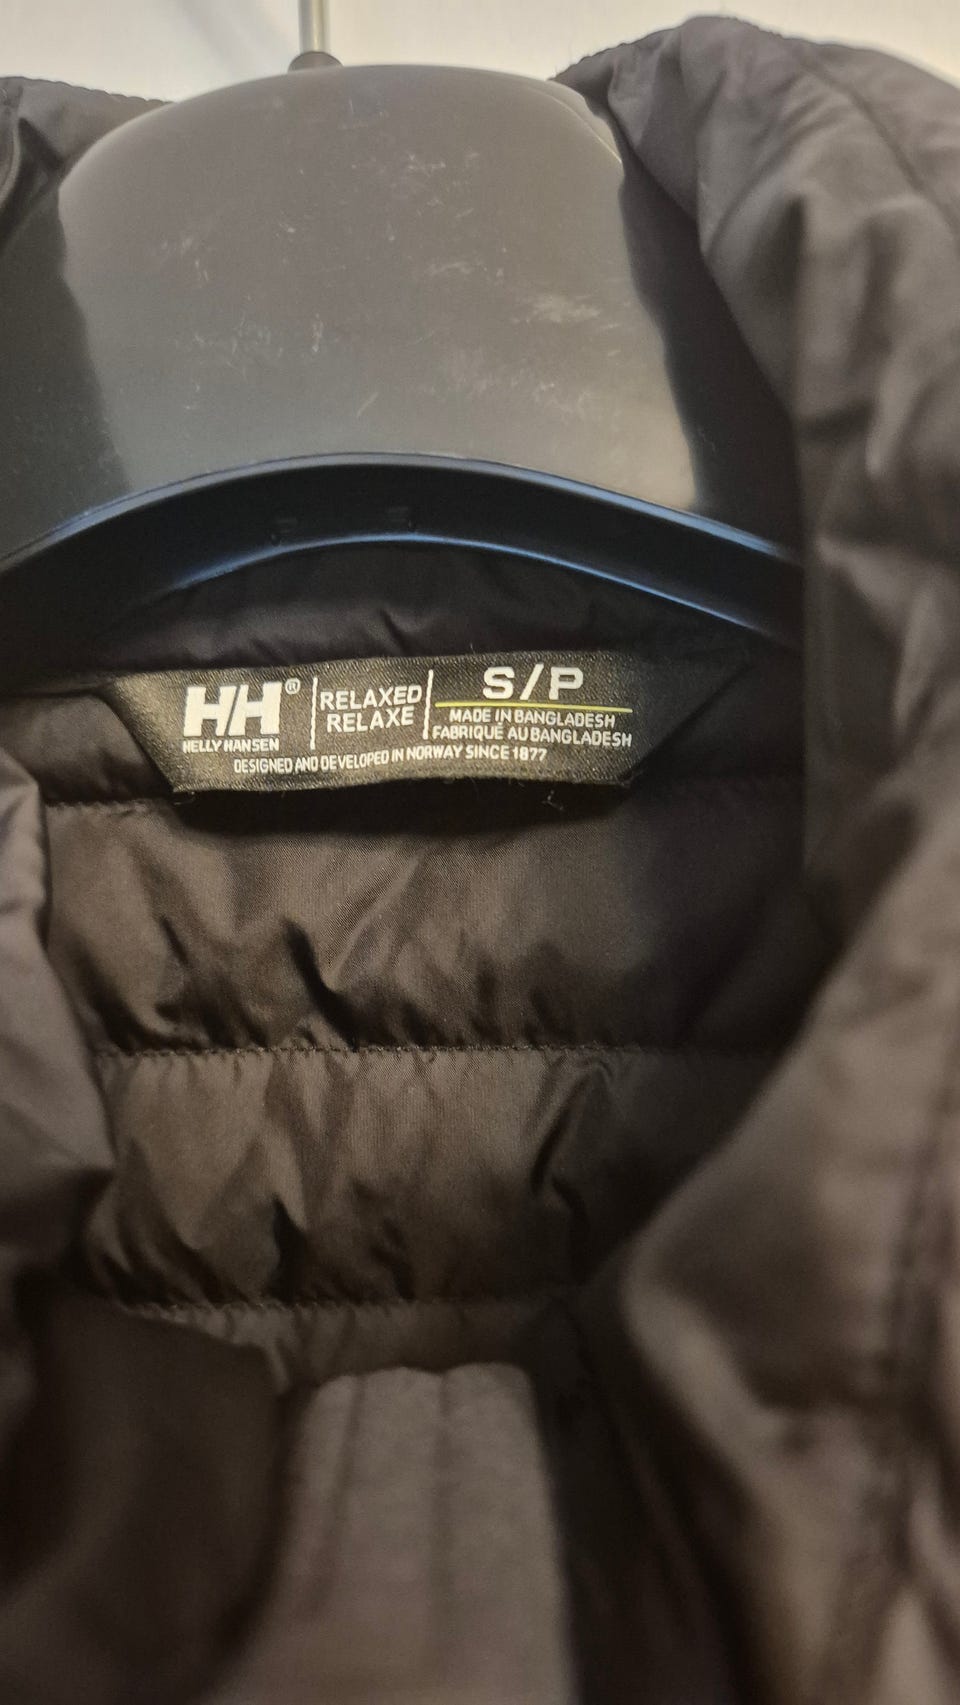 HH®
HELLY HANSEN
RELAXED
RELAXE
S/P
MADE IN BANGLADESH
FABRIQUÉ AU BANGLADESH
DESIGNED AND DEVELOPED IN NORWAY SINCE 1877